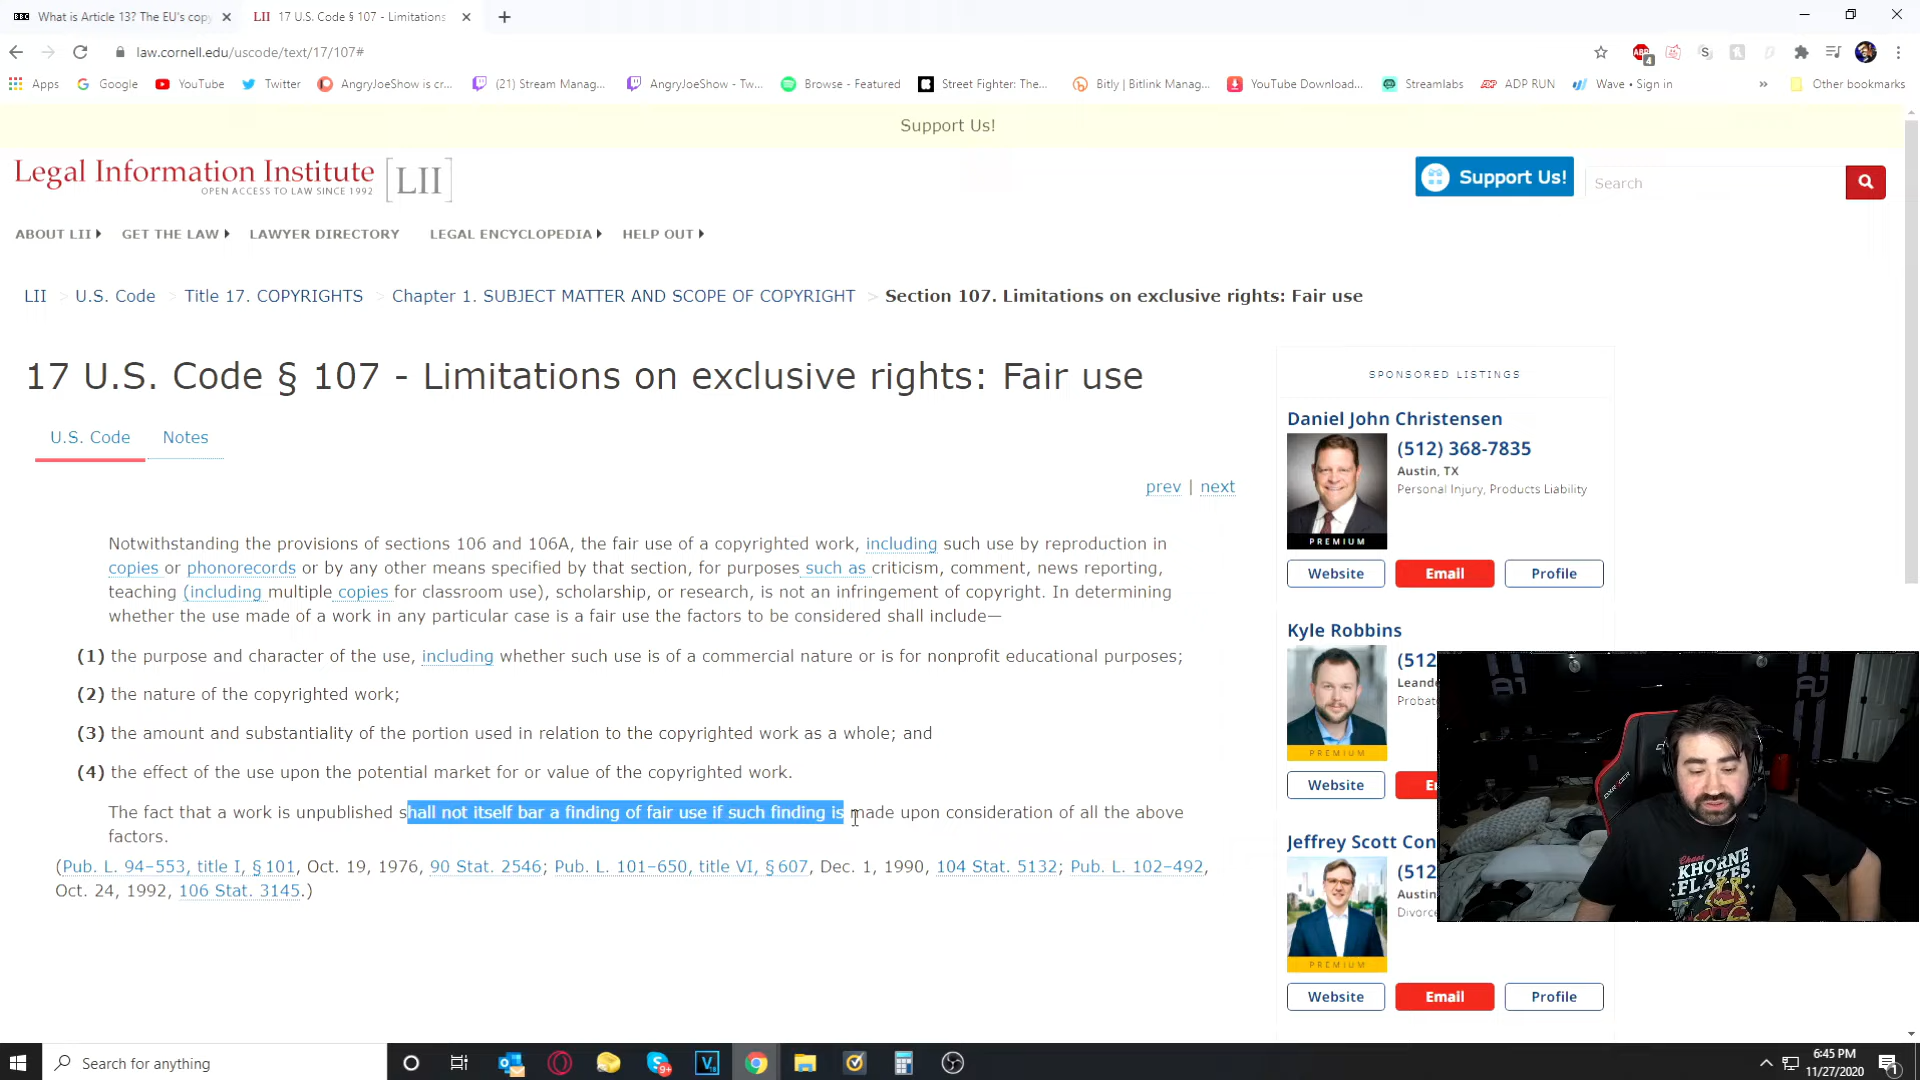 What is Article 13? The EU's copy
LII 17 U.S. Code § 107 - Limitations
law.cornell.edu/uscode/text/17/107#
Apps Google YouTube Twitter AngryJoeShow is cr... (21) Stream Manag... AngryJoeShow - Tw... Browse - Featured Street Fighter: The... Bitly | Bitlink Manag... YouTube Download... Streamlabs ADP RUN Wave • Sign in » Other bookmarks
Support Us!
Legal Information Institute [LII]
OPEN ACCESS TO LAW SINCE 1992
Support Us!
Search
ABOUT LII GET THE LAW LAWYER DIRECTORY LEGAL ENCYCLOPEDIA HELP OUT
LII > U.S. Code > Title 17. COPYRIGHTS > Chapter 1. SUBJECT MATTER AND SCOPE OF COPYRIGHT > Section 107. Limitations on exclusive rights: Fair use
17 U.S. Code § 107 - Limitations on exclusive rights: Fair use
U.S. Code Notes
prev | next
Notwithstanding the provisions of sections 106 and 106A, the fair use of a copyrighted work, including such use by reproduction in
copies or phonorecords or by any other means specified by that section, for purposes such as criticism, comment, news reporting,
teaching (including multiple copies for classroom use), scholarship, or research, is not an infringement of copyright. In determining
whether the use made of a work in any particular case is a fair use the factors to be considered shall include—
(1) the purpose and character of the use, including whether such use is of a commercial nature or is for nonprofit educational purposes;
(2) the nature of the copyrighted work;
(3) the amount and substantiality of the portion used in relation to the copyrighted work as a whole; and
(4) the effect of the use upon the potential market for or value of the copyrighted work.
The fact that a work is unpublished shall not itself bar a finding of fair use if such finding is made upon consideration of all the above
factors.
(Pub. L. 94–553, title I, § 101, Oct. 19, 1976, 90 Stat. 2546; Pub. L. 101–650, title VI, § 607, Dec. 1, 1990, 104 Stat. 5132; Pub. L. 102–492,
Oct. 24, 1992, 106 Stat. 3145.)
SPONSORED LISTINGS
Daniel John Christensen
(512) 368-7835
Austin, TX
Personal Injury, Products Liability
PREMIUM
Website Email Profile
Kyle Robbins
(512
Leande
Probat
PREMIUM
Website E
Jeffrey Scott Con
(512
Austin
Divorc
PREMIUM
Website Email Profile
KHORNE
FLAKES
Search for anything
6:45 PM
11/27/2020